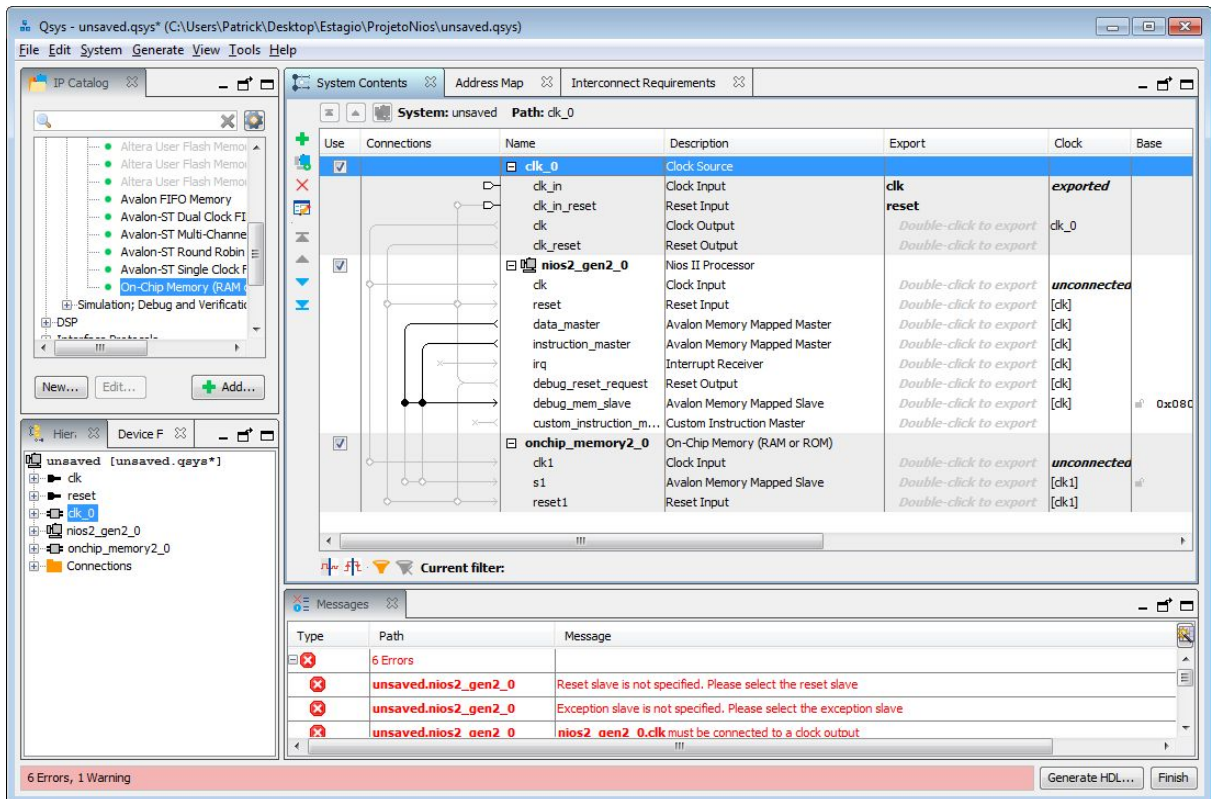 Qsys - unsaved.qsys* (C:\Users\Patrick\Desktop\Estagio\ProjetoNios\unsaved.qsys)
File Edit System Generate View Tools Help
IP Catalog
Altera User Flash Memo
Altera User Flash Memo
Altera User Flash Memo
Avalon FIFO Memory
Avalon-ST Dual Clock FI
Avalon-ST Multi-Channe
Avalon-ST Round Robin
Avalon-ST Single Clock F
On-Chip Memory (RAM
Simulation; Debug and Verificatio
DSP
New... Edit... Add...
Hier. Device F
unsaved [unsaved.qsys*]
clk
reset
clk_0
nios2_gen2_0
onchip_memory2_0
Connections
System Contents Address Map Interconnect Requirements
System: unsaved Path: clk_0
Use Connections Name Description Export Clock Base
clk_0 Clock Source
clk_in Clock Input clk exported
clk_in_reset Reset Input reset
clk Clock Output Double-click to export clk_0
clk_reset Reset Output Double-click to export
nios2_gen2_0 Nios II Processor
clk Clock Input Double-click to export unconnected
reset Reset Input Double-click to export [clk]
data_master Avalon Memory Mapped Master Double-click to export [clk]
instruction_master Avalon Memory Mapped Master Double-click to export [clk]
irq Interrupt Receiver Double-click to export [clk]
debug_reset_request Reset Output Double-click to export [clk]
debug_mem_slave Avalon Memory Mapped Slave Double-click to export [clk] 0x080
custom_instruction_m... Custom Instruction Master Double-click to export
onchip_memory2_0 On-Chip Memory (RAM or ROM)
clk1 Clock Input Double-click to export unconnected
s1 Avalon Memory Mapped Slave Double-click to export [clk1]
reset1 Reset Input Double-click to export [clk1]
Current filter:
Messages
Type Path Message
6 Errors
unsaved.nios2_gen2_0 Reset slave is not specified. Please select the reset slave
unsaved.nios2_gen2_0 Exception slave is not specified. Please select the exception slave
unsaved.nios2_gen2_0 nios2_gen2_0.clk must be connected to a clock output
6 Errors, 1 Warning
Generate HDL... Finish